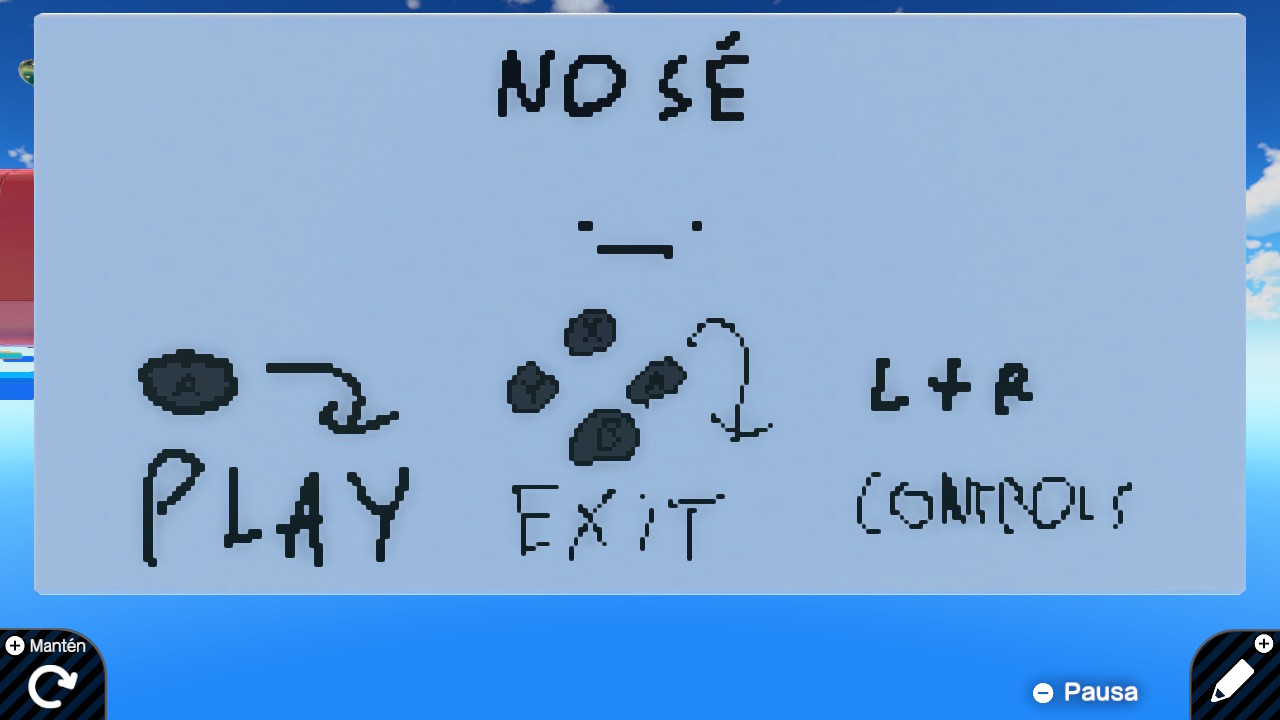 NO SÉ
X
A
Y
A
B
L + R
PLAY
EXIT
CONTROLS
+ Mantén
+
- Pausa